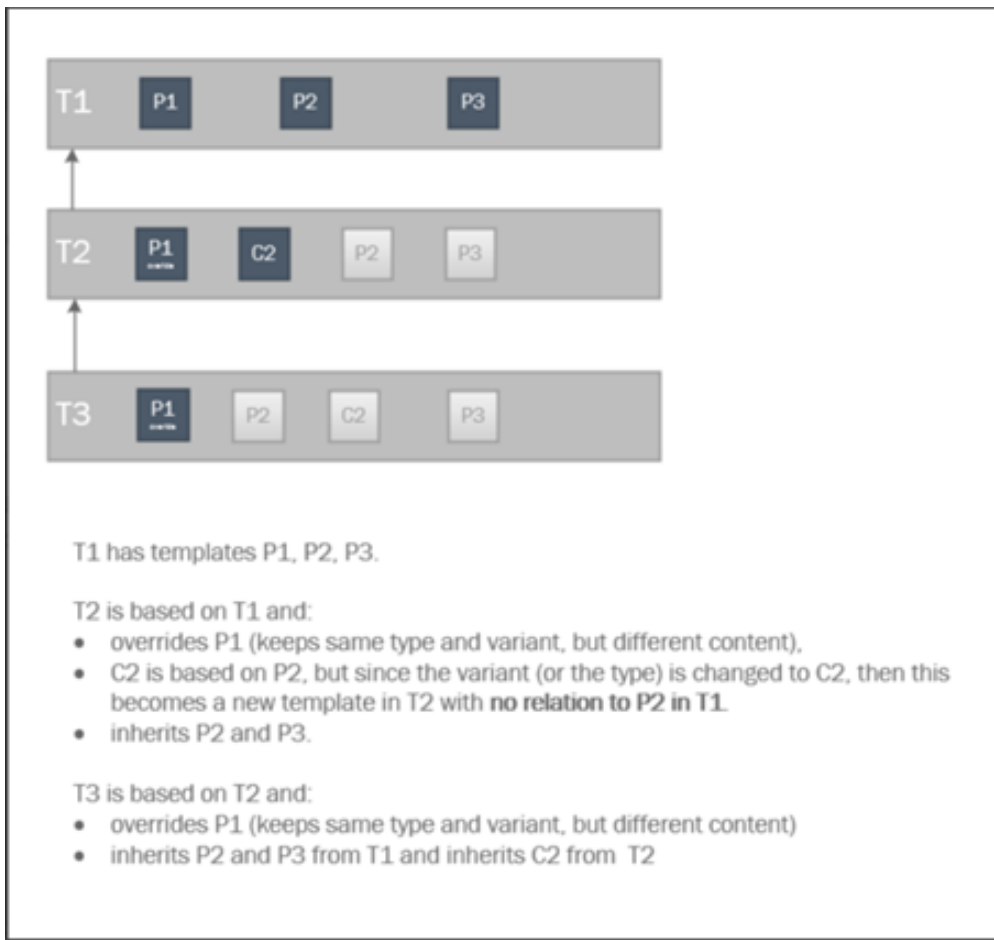 T1 P1 P2 P3
T2 P1 C2 P2 P3
override
T3 P1 P2 C2 P3
override
T1 has templates P1, P2, P3.
T2 is based on T1 and:
• overrides P1 (keeps same type and variant, but different content),
• C2 is based on P2, but since the variant (or the type) is changed to C2, then this
becomes a new template in T2 with no relation to P2 in T1.
• inherits P2 and P3.
T3 is based on T2 and:
• overrides P1 (keeps same type and variant, but different content)
• inherits P2 and P3 from T1 and inherits C2 from T2